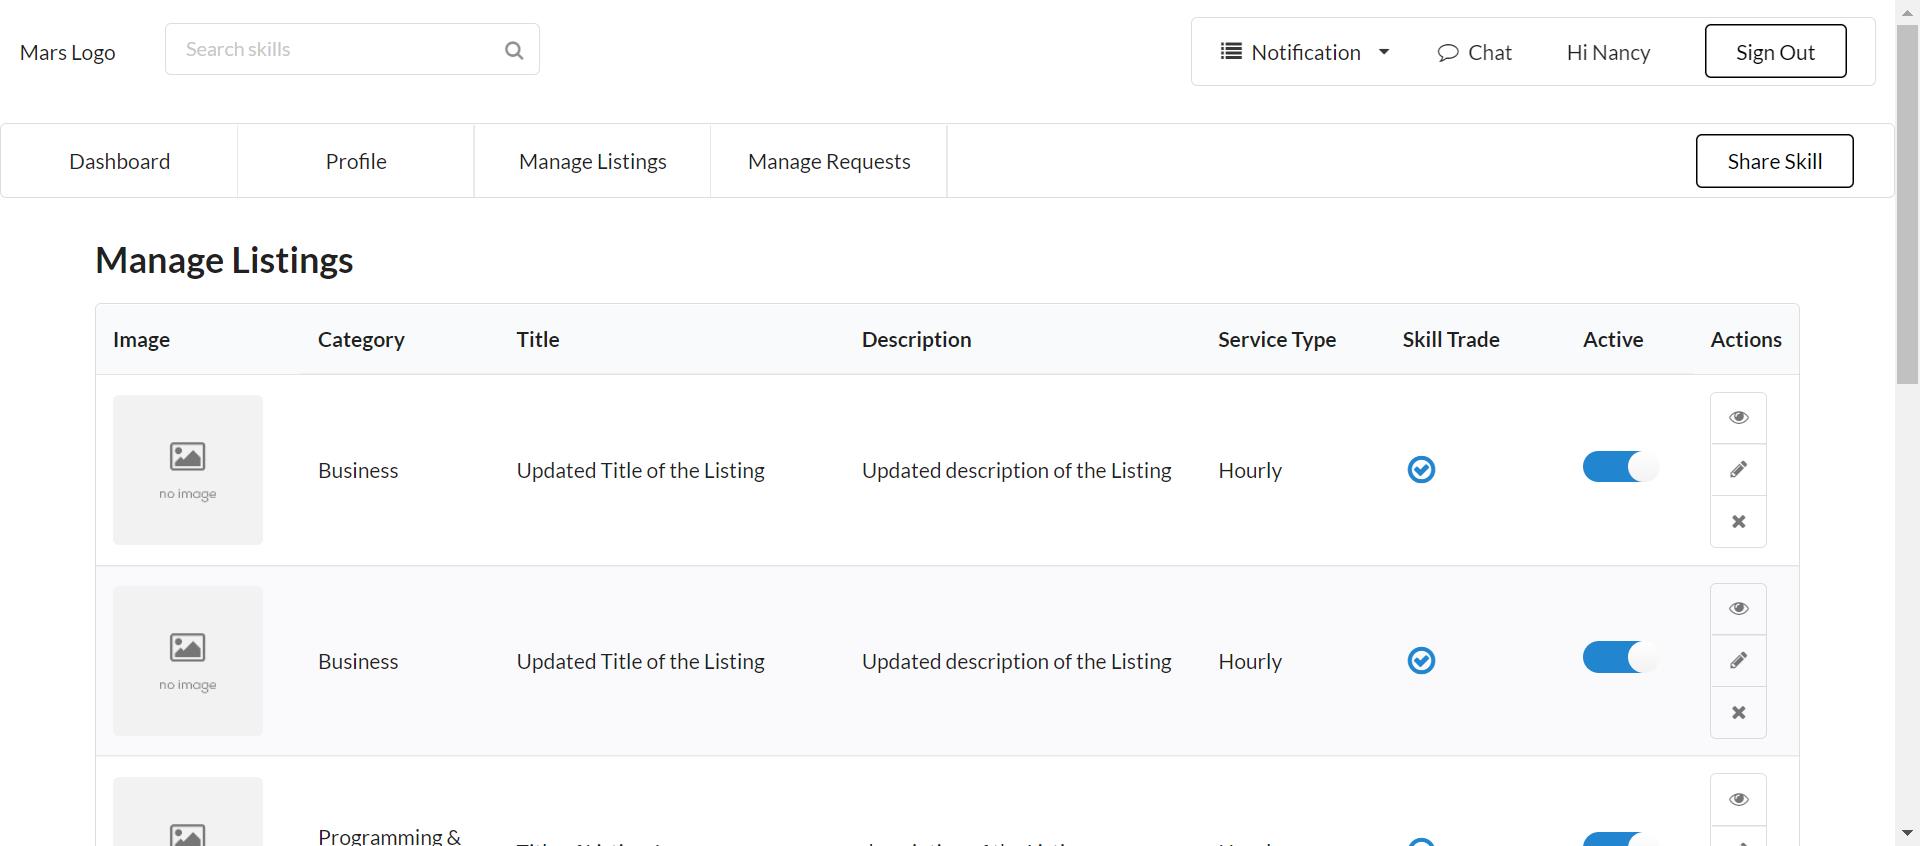 Mars Logo
Search skills
Notification
Chat
Hi Nancy
Sign Out
Dashboard
Profile
Manage Listings
Manage Requests
Share Skill
Manage Listings
Image Category Title Description Service Type Skill Trade Active Actions
no image
Business Updated Title of the Listing Updated description of the Listing Hourly
no image
Business Updated Title of the Listing Updated description of the Listing Hourly
Programming &